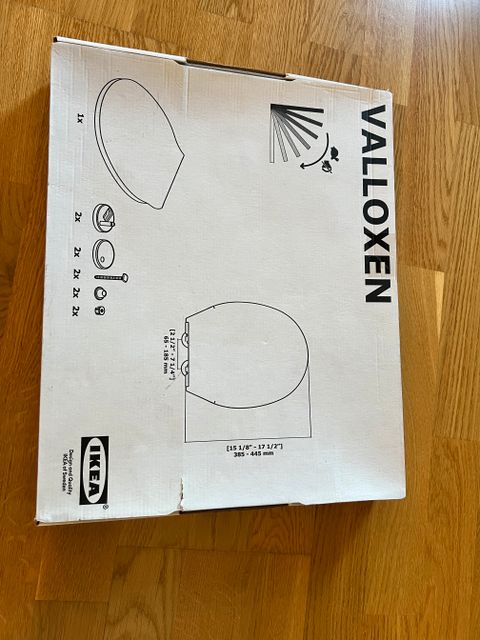 VALLOXEN
1x
2x
2x
2x
2x
2x
[2 1/2" - 7 1/4"]
65 - 185 mm
[15 1/8" - 17 1/2"]
385 - 445 mm
IKEA®
Design and Quality
IKEA of Sweden